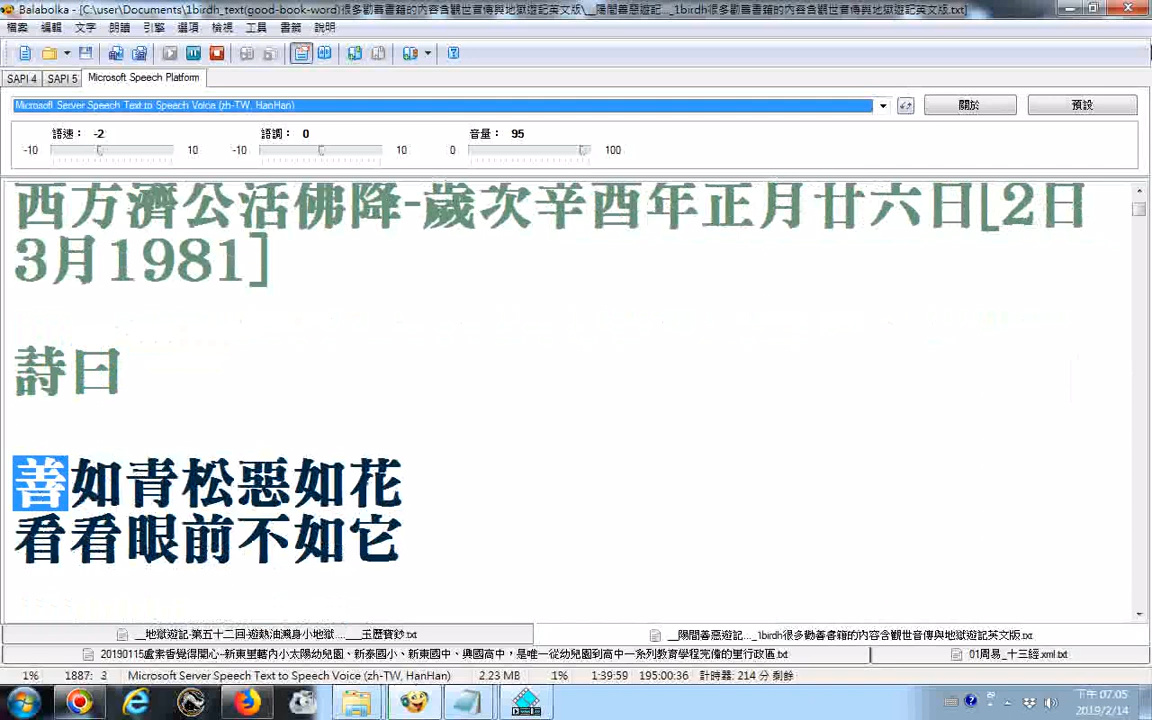 Balabolka - [C:\user\Documents\1birdh_text(good-book-word)很多勸善書籍的內容含觀世音傳與地獄遊記英文版\__陽間善惡遊記..._1birdh很多勸善書籍的內容含觀世音傳與地獄遊記英文版.txt]
檔案 編輯 文字 朗讀 引擎 選項 檢視 工具 書籤 說明
SAPI 4 SAPI 5 Microsoft Speech Platform
Microsoft Server Speech Text to Speech Voice (zh-TW, HanHan) 關於 預設
語速: -2 語調: 0 音量: 95
-10 10 -10 10 0 100
西方濟公活佛降-歲次辛酉年正月廿六日[2日
3月1981]
詩曰
善如青松惡如花
看看眼前不如它
__地獄遊記-第五十二回-遊熱油濺身小地獄....___玉歷寶鈔.txt __陽間善惡遊記..._1birdh很多勸善書籍的內容含觀世音傳與地獄遊記英文版.txt
20190115盧素香覺得開心-新東里轄內小太陽幼兒園、新泰國小、新東國中、興國高中，是唯一從幼兒園到高中一系列教育學程完備的里行政區.txt 01周易_十三經.xml.txt
1% 1887: 3 Microsoft Server Speech Text to Speech Voice (zh-TW, HanHan) 2.23 MB 1% 1:39:59 195:00:36 計時器: 214 分 剩餘
下午 07:05
2019/2/14